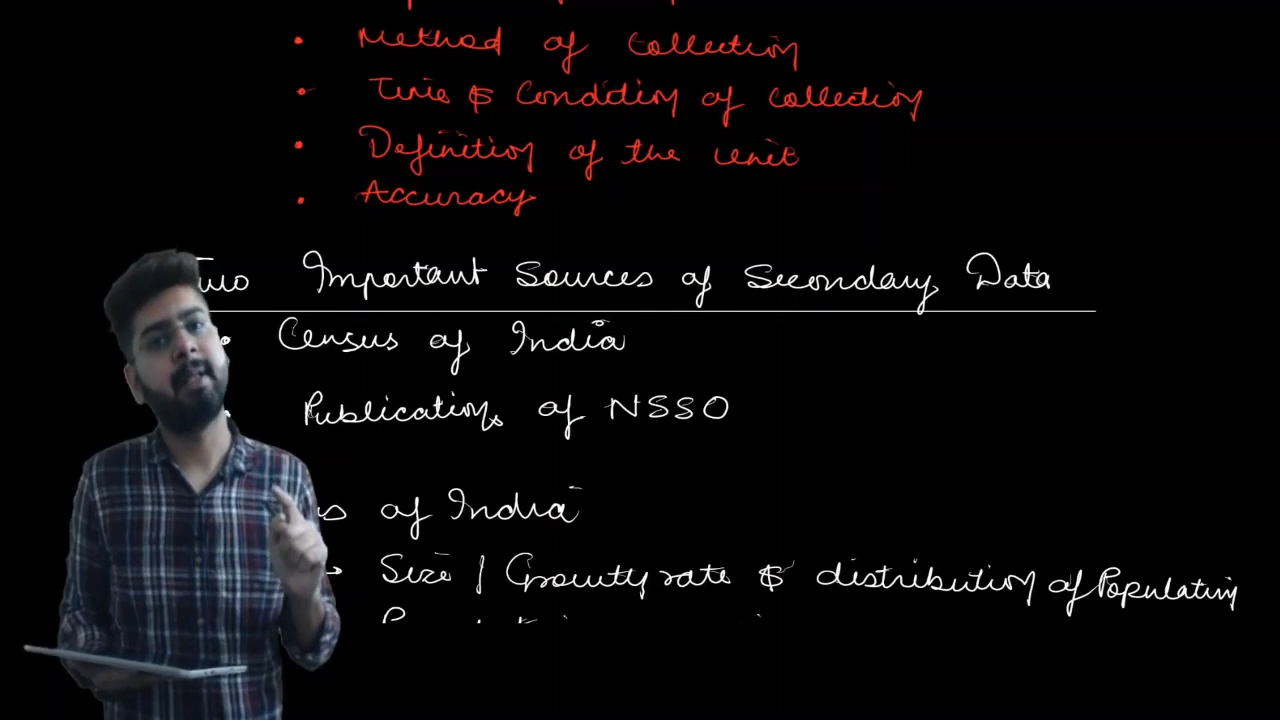 • Method of Collection
• Time & Condition of Collection
• Definition of the unit
• Accuracy
Two Important Sources of Secondary Data
• Census of India
• Publications of NSSO
of India
→ Size / Growth rate & distribution of Population